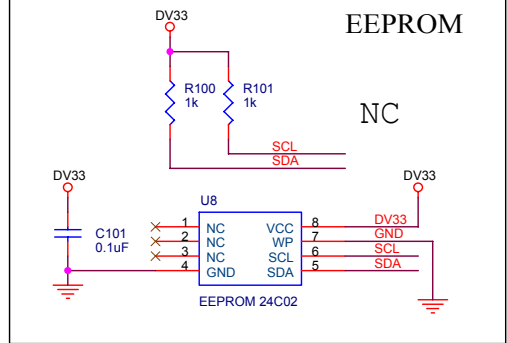 DV33
EEPROM
R100
1k
R101
1k
NC
SCL
SDA
DV33
DV33
C101
0.1uF
U8
1 NC VCC 8 DV33
2 NC WP 7 GND
3 NC SCL 6 SCL
4 GND SDA 5 SDA
EEPROM 24C02